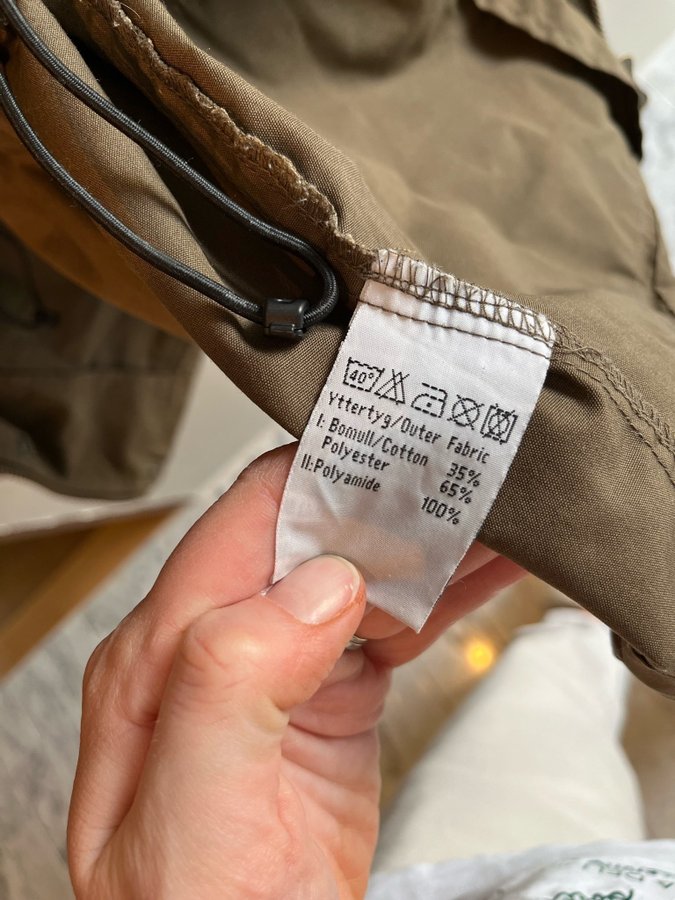 40°
Yttertyg/Outer Fabric
I: Bomull/Cotton 35%
Polyester 65%
II:Polyamide 100%